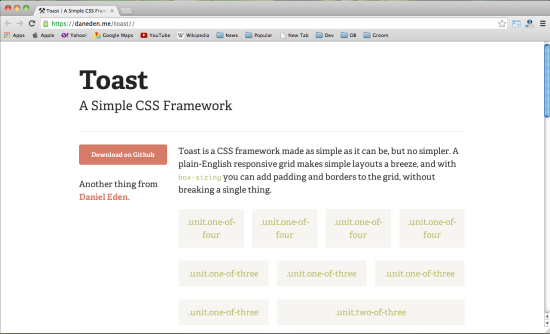 Toast | A Simple CSS Fram
https://daneden.me/toast//
Apps Apple Yahoo! Google Maps YouTube Wikipedia News Popular New Tab Dev OB Groom
Toast
A Simple CSS Framework
Download on Github
Another thing from
Daniel Eden.
Toast is a CSS framework made as simple as it can be, but no simpler. A
plain-English responsive grid makes simple layouts a breeze, and with
box-sizing you can add padding and borders to the grid, without
breaking a single thing.
.unit.one-of-
four
.unit.one-of-
four
.unit.one-of-
four
.unit.one-of-
four
.unit.one-of-three .unit.one-of-three .unit.one-of-three
.unit.one-of-three .unit.two-of-three